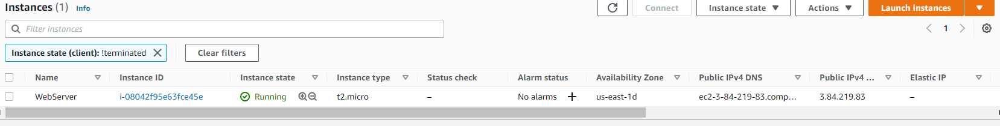 Instances (1) Info Connect Instance state Actions Launch instances
Filter instances 1
Instance state (client): !terminated Clear filters
Name Instance ID Instance state Instance type Status check Alarm status Availability Zone Public IPv4 DNS Public IPv4 ... Elastic IP
WebServer i-08042f95e63fce45e Running t2.micro – No alarms + us-east-1d ec2-3-84-219-83.comp... 3.84.219.83 –